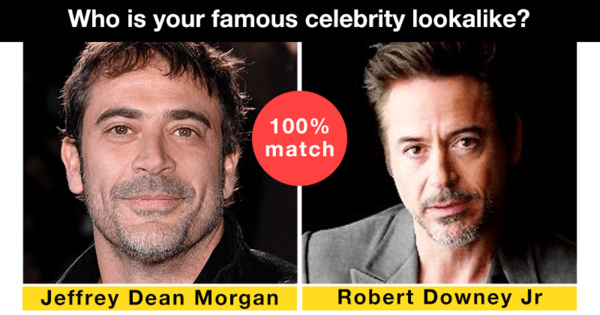 Who is your famous celebrity lookalike?
100%
match
Jeffrey Dean Morgan
Robert Downey Jr